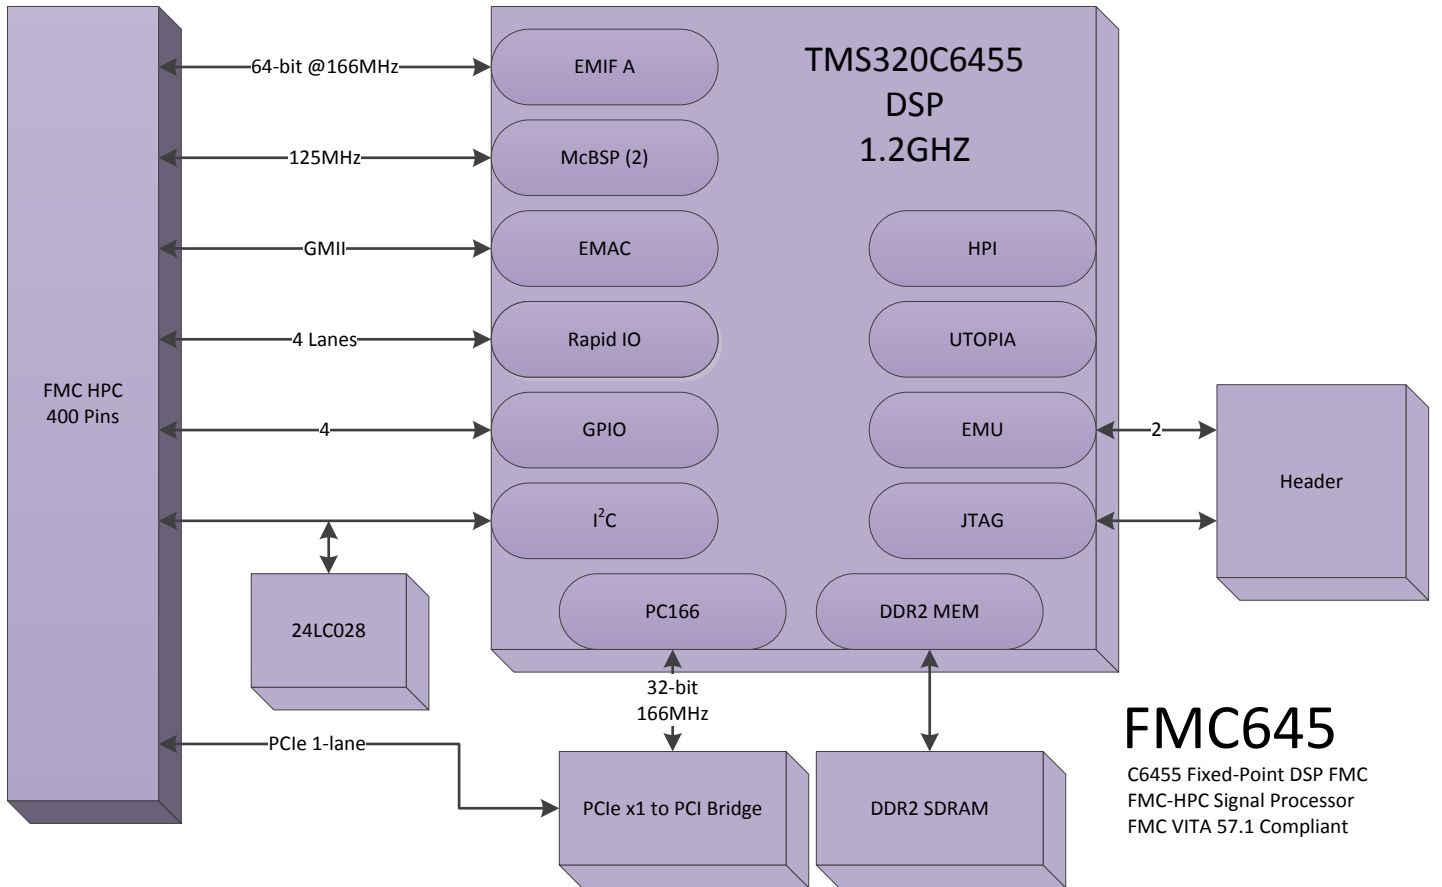 64-bit @166MHz
EMIF A
TMS320C6455
DSP
1.2GHZ
125MHz
McBSP (2)
GMII
EMAC
HPI
4 Lanes
Rapid IO
UTOPIA
FMC HPC
400 Pins
4
GPIO
EMU
2
Header
I²C
JTAG
24LC028
PC166
DDR2 MEM
32-bit
166MHz
PCIe 1-lane
PCIe x1 to PCI Bridge
DDR2 SDRAM
FMC645
C6455 Fixed-Point DSP FMC
FMC-HPC Signal Processor
FMC VITA 57.1 Compliant